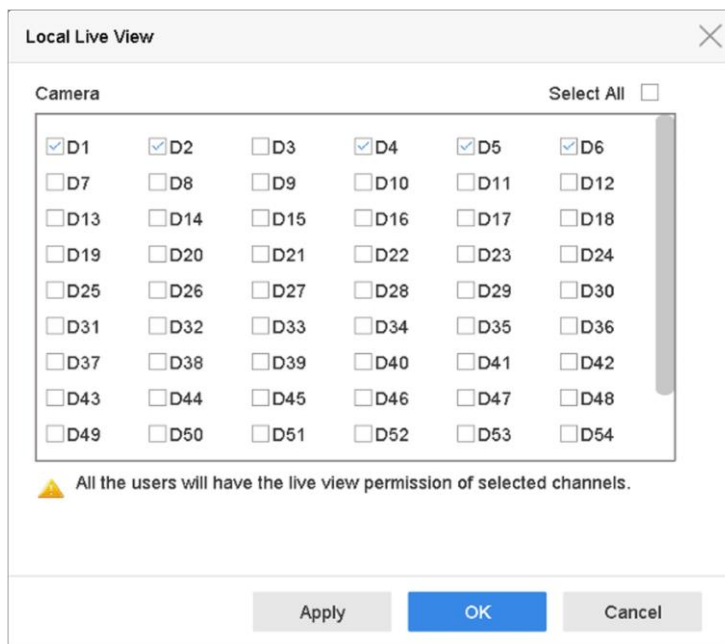 Local Live View
Camera Select All
D1 D2 D3 D4 D5 D6
D7 D8 D9 D10 D11 D12
D13 D14 D15 D16 D17 D18
D19 D20 D21 D22 D23 D24
D25 D26 D27 D28 D29 D30
D31 D32 D33 D34 D35 D36
D37 D38 D39 D40 D41 D42
D43 D44 D45 D46 D47 D48
D49 D50 D51 D52 D53 D54
All the users will have the live view permission of selected channels.
Apply OK Cancel